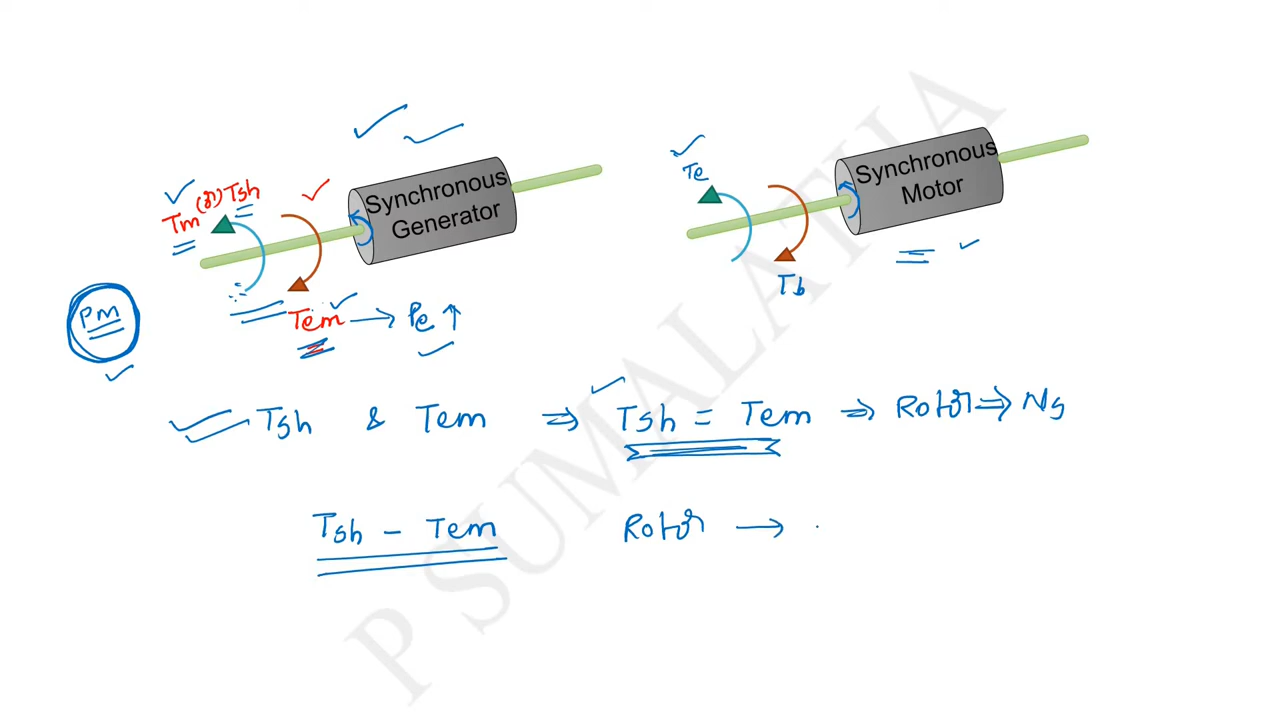 Tm (or) Tsh
Synchronous
Generator
Pm
Tem → Pe ↑
Te
Synchronous
Motor
Tb
Tsh & Tem ⇒ Tsh = Tem ⇒ Rotor ⇒ Ns
Tsh - Tem Rotor →
P SUMALATHA